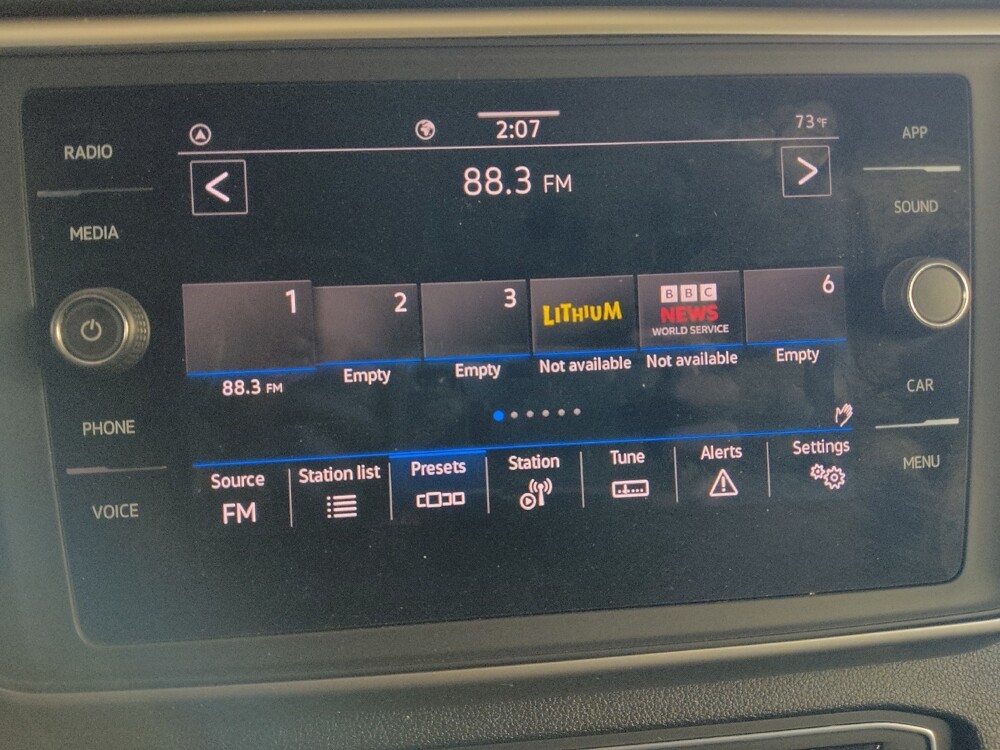 RADIO
MEDIA
PHONE
VOICE
2:07
73°F
< 88.3 FM >
1
2
3
LITHIUM
BBC
NEWS
WORLD SERVICE
6
88.3 FM
Empty
Empty
Not available
Not available
Empty
Source
FM
Station list
Presets
Station
Tune
Alerts
Settings
APP
SOUND
CAR
MENU